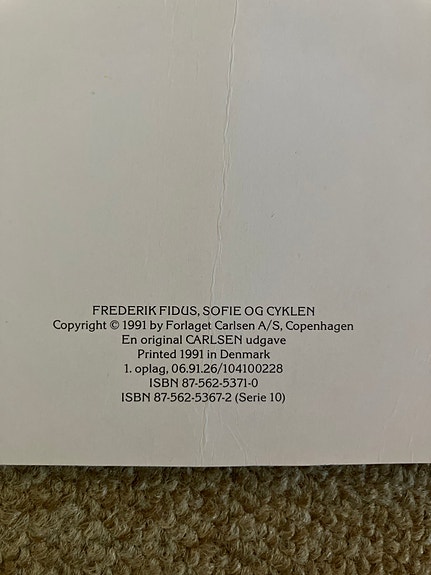 FREDERIK FIDUS, SOFIE OG CYKLEN
Copyright © 1991 by Forlaget Carlsen A/S, Copenhagen
En original CARLSEN udgave
Printed 1991 in Denmark
1. oplag, 06.91.26/104100228
ISBN 87-562-5371-0
ISBN 87-562-5367-2 (Serie 10)